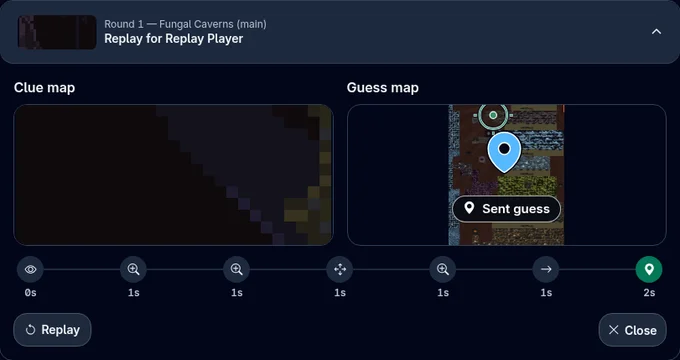 Round 1 — Fungal Caverns (main)
Replay for Replay Player
Clue map
Guess map
Sent guess
0s
1s
1s
1s
1s
1s
2s
Replay
Close